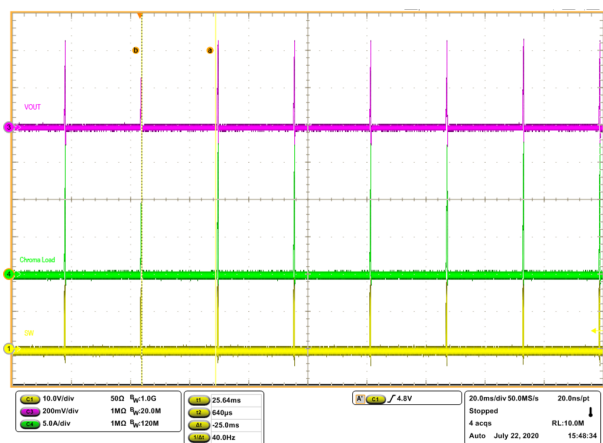 b
a
VOUT
3
Chroma Load
4
1
C1 10.0V/div 50Ω BW:1.0G
C3 200mV/div 1MΩ BW:20.0M
C4 5.0A/div 1MΩ BW:120M
t1 25.64ms
t2 640µs
Δt -25.0ms
1/Δt 40.0Hz
A' C1 4.8V
20.0ms/div 50.0MS/s 20.0ns/pt
Stopped
4 acqs RL:10.0M
Auto July 22, 2020 15:48:34